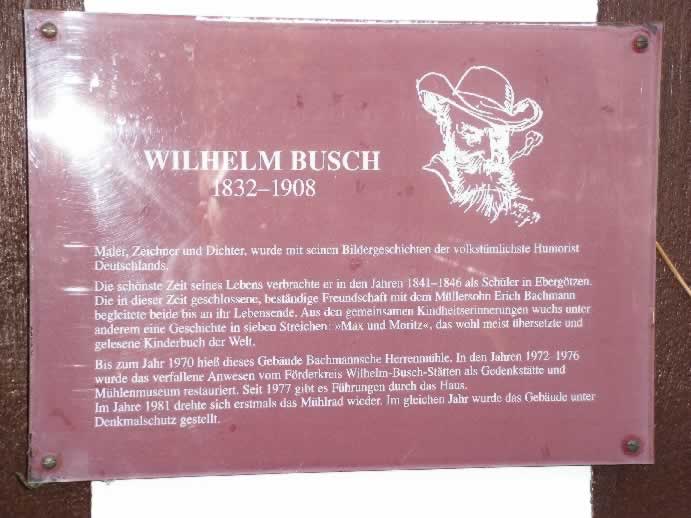 WILHELM BUSCH
1832–1908
Maler, Zeichner und Dichter, wurde mit seinen Bildergeschichten der volkstümlichste Humorist
Deutschlands.
Die schönste Zeit seines Lebens verbrachte er in den Jahren 1841–1846 als Schüler in Ebergötzen.
Die in dieser Zeit geschlossene, beständige Freundschaft mit dem Müllersohn Erich Bachmann
begleitete beide bis an ihr Lebensende. Aus den gemeinsamen Kindheitserinnerungen wuchs unter
anderem eine Geschichte in sieben Streichen: »Max und Moritz«, das wohl meist übersetzte und
gelesene Kinderbuch der Welt.
Bis zum Jahr 1970 hieß dieses Gebäude Bachmannsche Herrenmühle. In den Jahren 1972–1976
wurde das verfallene Anwesen vom Förderkreis Wilhelm-Busch-Stätten als Gedenkstätte und
Mühlenmuseum restauriert. Seit 1977 gibt es Führungen durch das Haus.
Im Jahre 1981 drehte sich erstmals das Mühlrad wieder. Im gleichen Jahr wurde das Gebäude unter
Denkmalschutz gestellt.